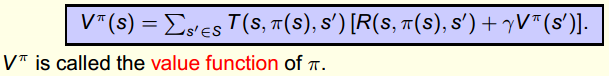 V^π(s) = ∑_{s'∈S} T(s, π(s), s') [R(s, π(s), s') + γV^π(s')].
V^π is called the value function of π.